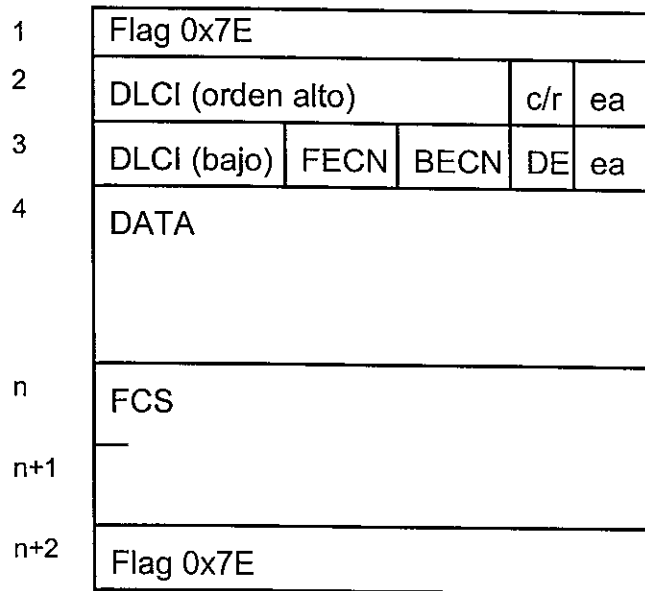 1 Flag 0x7E
2 DLCI (orden alto) c/r ea
3 DLCI (bajo) FECN BECN DE ea
4 DATA
n FCS
n+1
n+2 Flag 0x7E